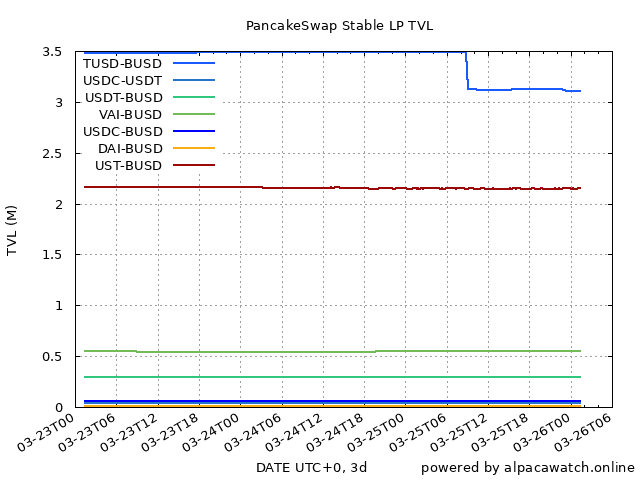 PancakeSwap Stable LP TVL
3.5
3
2.5
2
1.5
1
0.5
0
TVL (M)
TUSD-BUSD
USDC-USDT
USDT-BUSD
VAI-BUSD
USDC-BUSD
DAI-BUSD
UST-BUSD
03-23T00
03-23T06
03-23T12
03-23T18
03-24T00
03-24T06
03-24T12
03-24T18
03-25T00
03-25T06
03-25T12
03-25T18
03-26T00
03-26T06
DATE UTC+0, 3d
powered by alpacawatch.online